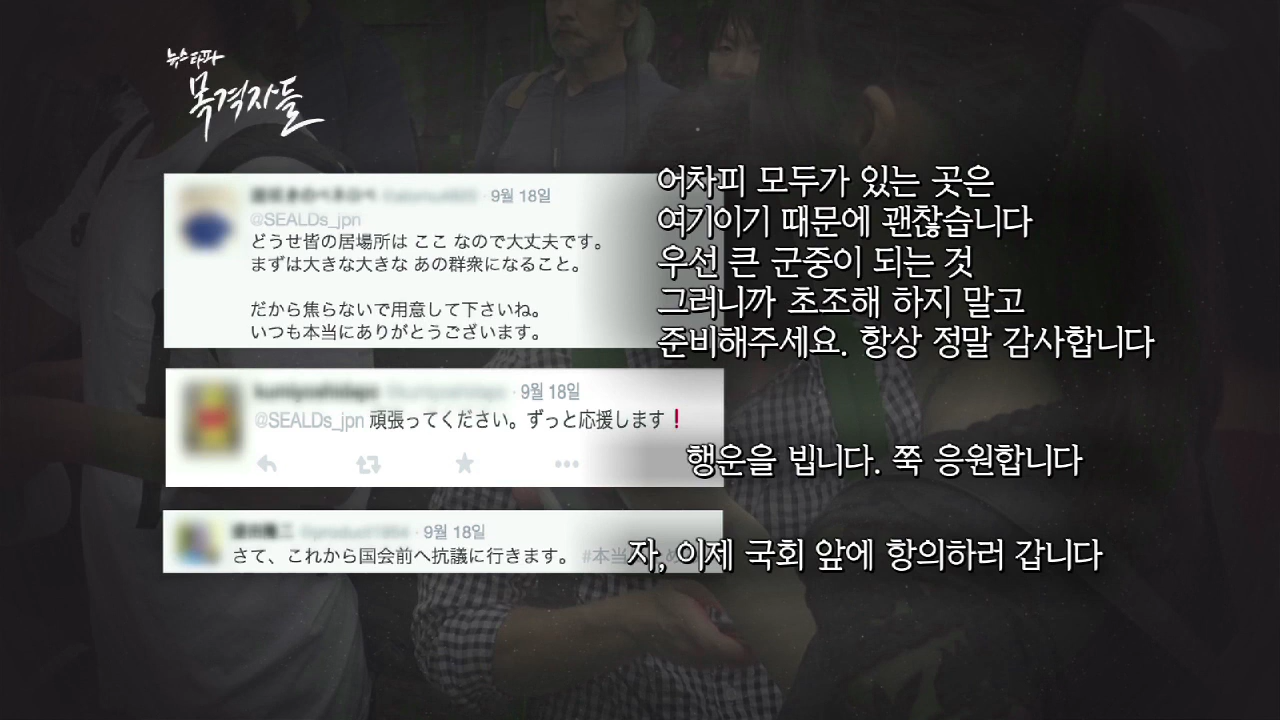 뉴스타파
목격자들
9월 18일
@SEALDs_jpn
どうせ皆の居場所は ここ なので大丈夫です。
まずは大きな大きな あの群衆になること。
だから焦らないで用意して下さいね。
いつも本当にありがとうございます。
어차피 모두가 있는 곳은
여기이기 때문에 괜찮습니다
우선 큰 군중이 되는 것
그러니까 초조해 하지 말고
준비해주세요. 항상 정말 감사합니다
· 9월 18일
@SEALDs_jpn 頑張ってください。ずっと応援します❗
행운을 빕니다. 쭉 응원합니다
· 9월 18일
さて、これから国会前へ抗議に行きます。 #本当
자, 이제 국회 앞에 항의하러 갑니다